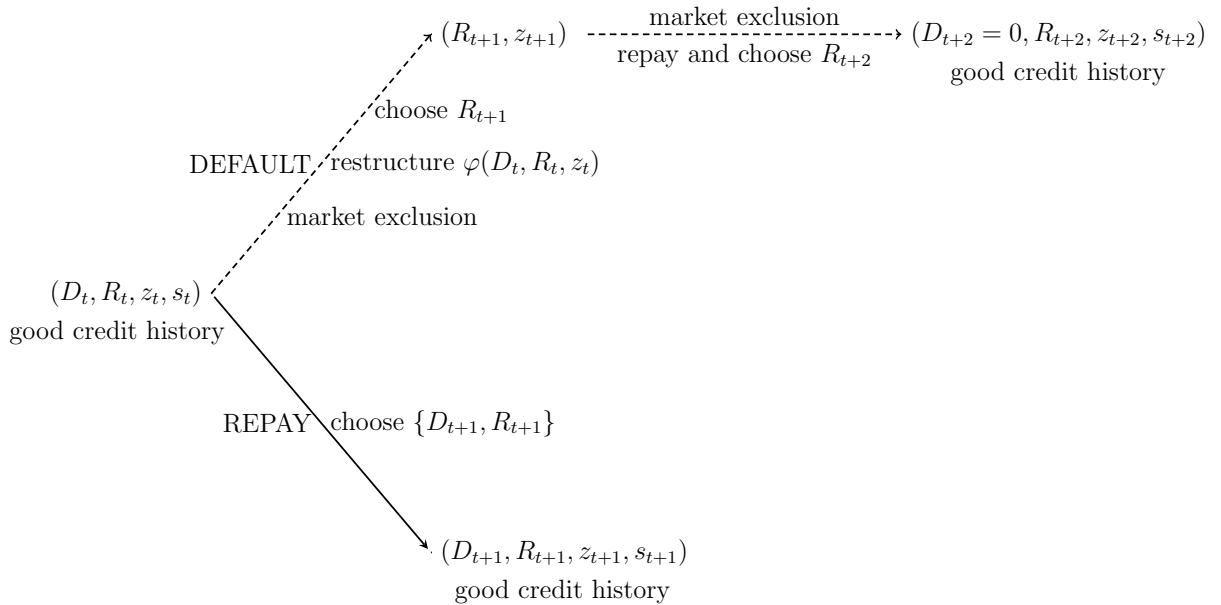 market exclusion
(R_{t+1}, z_{t+1})
(D_{t+2} = 0, R_{t+2}, z_{t+2}, s_{t+2})
repay and choose R_{t+2}
good credit history
choose R_{t+1}
DEFAULT
restructure φ(D_t, R_t, z_t)
market exclusion
(D_t, R_t, z_t, s_t)
good credit history
REPAY
choose {D_{t+1}, R_{t+1}}
(D_{t+1}, R_{t+1}, z_{t+1}, s_{t+1})
good credit history